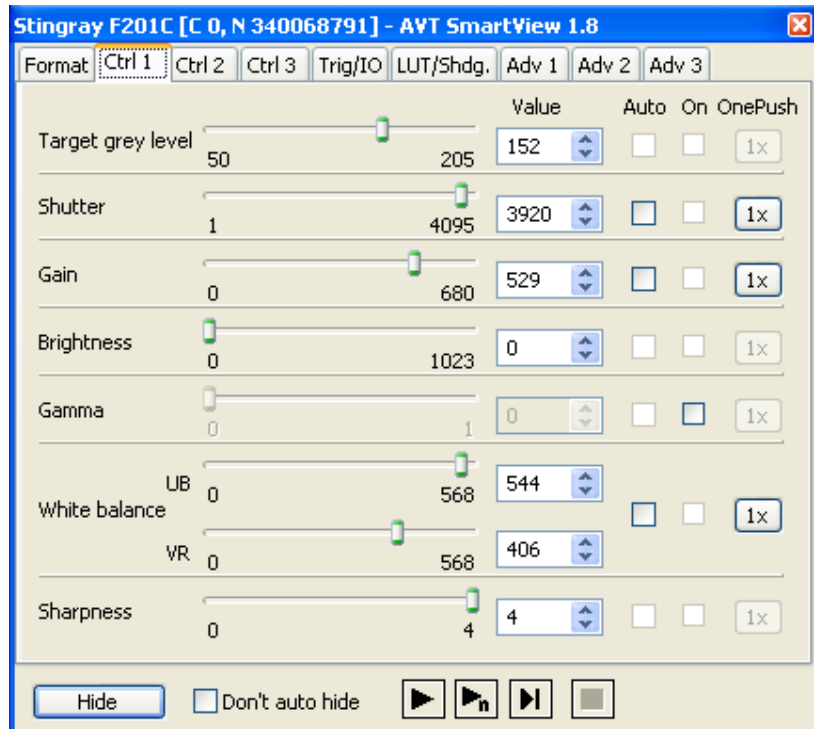 Stingray F201C [C 0, N 340068791] - AVT SmartView 1.8
Format Ctrl 1 Ctrl 2 Ctrl 3 Trig/IO LUT/Shdg. Adv 1 Adv 2 Adv 3
Value Auto On OnePush
Target grey level 50 205 152 1x
Shutter 1 4095 3920 1x
Gain 0 680 529 1x
Brightness 0 1023 0 1x
Gamma 0 1 0 1x
UB 0 568 544
White balance 1x
VR 0 568 406
Sharpness 0 4 4 1x
Hide Don't auto hide n